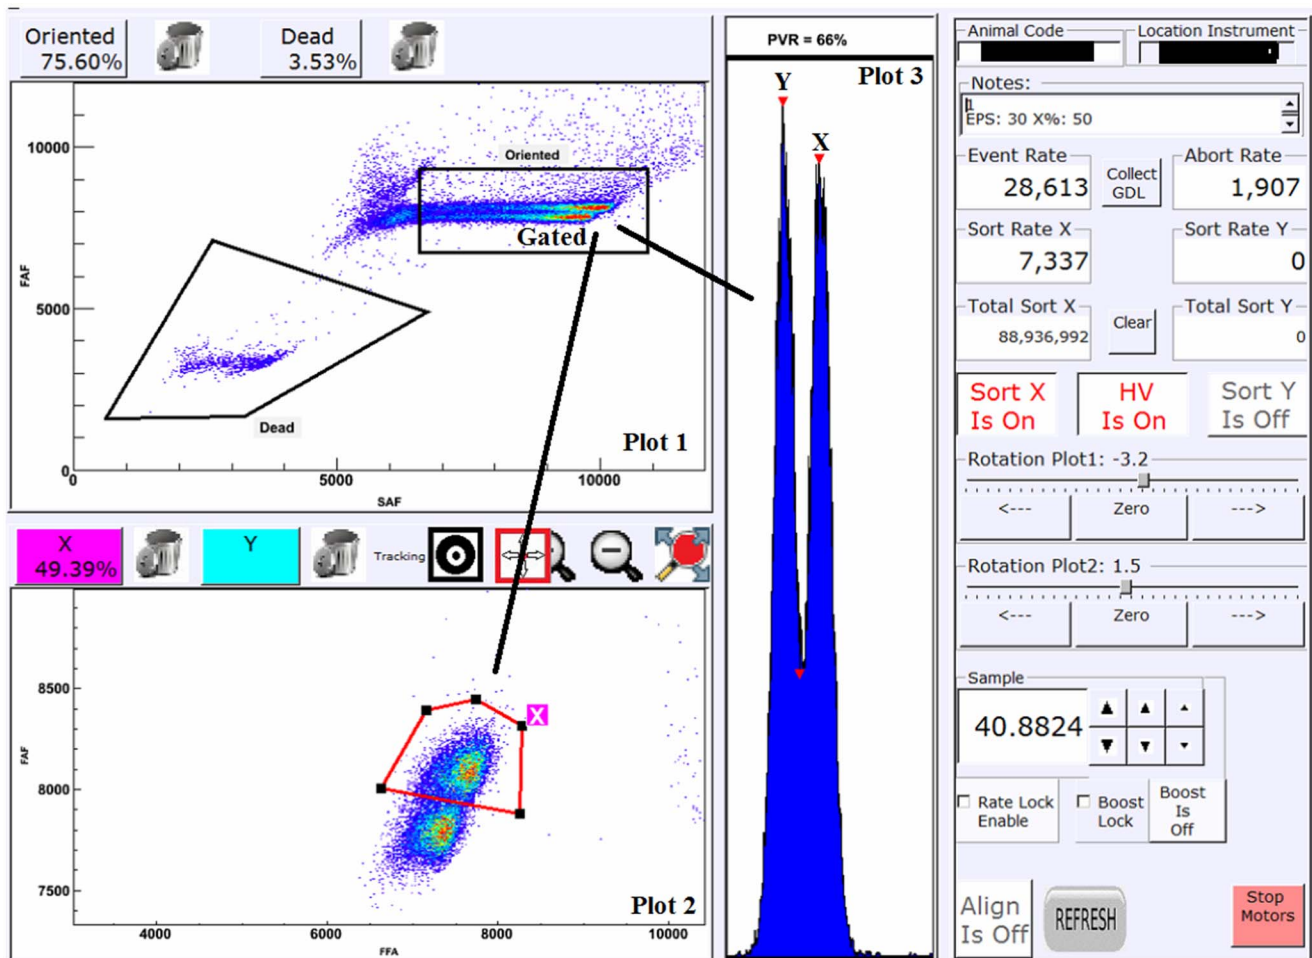 Oriented
75.60%
Dead
3.53%
10000
5000
0
FAF
Oriented
Gated
Dead
Plot 1
5000
10000
SAF
X
49.39%
Y
Tracking
8500
8000
7500
FAF
X
Plot 2
4000
6000
8000
10000
FFA
PVR = 66%
Plot 3
Y
X
Animal Code
Location Instrument
Notes:
1
EPS: 30 X%: 50
Event Rate
28,613
Collect
GDL
Abort Rate
1,907
Sort Rate X
7,337
Sort Rate Y
0
Total Sort X
88,936,992
Clear
Total Sort Y
0
Sort X
Is On
HV
Is On
Sort Y
Is Off
Rotation Plot1: -3.2
<---
Zero
--->
Rotation Plot2: 1.5
<---
Zero
--->
Sample
40.8824
Rate Lock
Enable
Boost
Lock
Boost
Is
Off
Align
Is Off
REFRESH
Stop
Motors